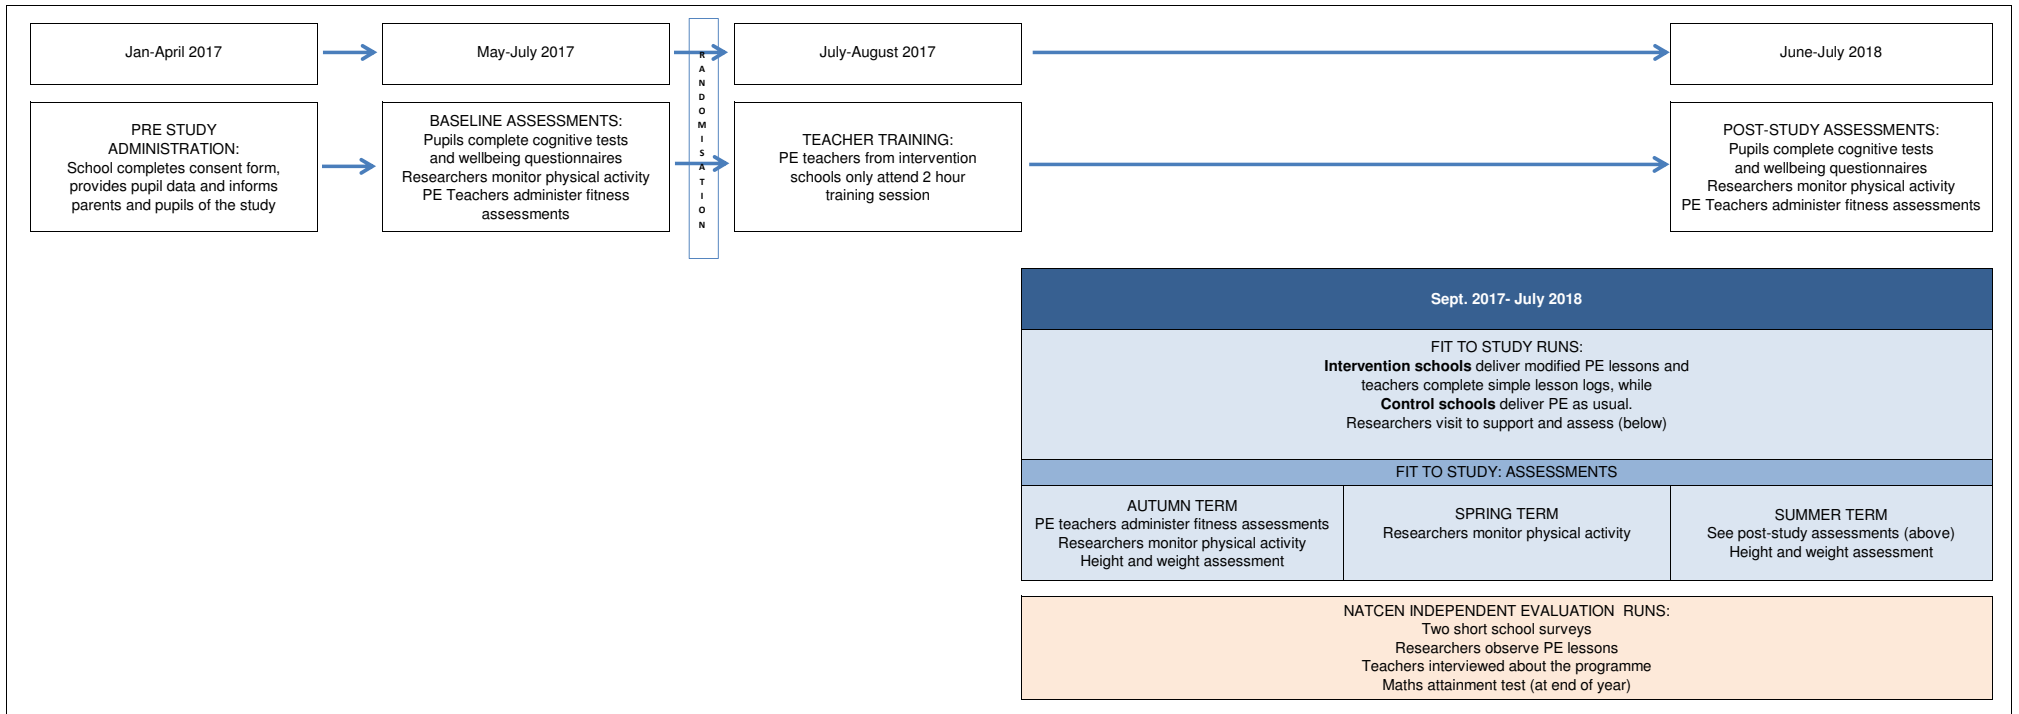 Jan-April 2017
May-July 2017
RANDOMISATION
July-August 2017
June-July 2018
PRE STUDY
ADMINISTRATION:
School completes consent form,
provides pupil data and informs
parents and pupils of the study
BASELINE ASSESSMENTS:
Pupils complete cognitive tests
and wellbeing questionnaires
Researchers monitor physical activity
PE Teachers administer fitness
assessments
TEACHER TRAINING:
PE teachers from intervention
schools only attend 2 hour
training session
POST-STUDY ASSESSMENTS:
Pupils complete cognitive tests
and wellbeing questionnaires
Researchers monitor physical activity
PE Teachers administer fitness assessments
Sept. 2017- July 2018
FIT TO STUDY RUNS:
Intervention schools deliver modified PE lessons and
teachers complete simple lesson logs, while
Control schools deliver PE as usual.
Researchers visit to support and assess (below)
FIT TO STUDY: ASSESSMENTS
AUTUMN TERM
PE teachers administer fitness assessments
Researchers monitor physical activity
Height and weight assessment
SPRING TERM
Researchers monitor physical activity
SUMMER TERM
See post-study assessments (above)
Height and weight assessment
NATCEN INDEPENDENT EVALUATION RUNS:
Two short school surveys
Researchers observe PE lessons
Teachers interviewed about the programme
Maths attainment test (at end of year)